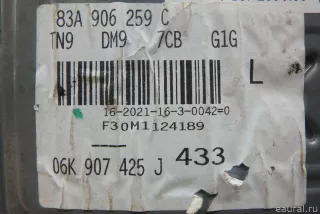 83A 906 259 C
TN9 DM9 7CB G1G
L
16-2021-16-3-0042=0
F30M1124189
06K 907 425 J 433
eaural.ru